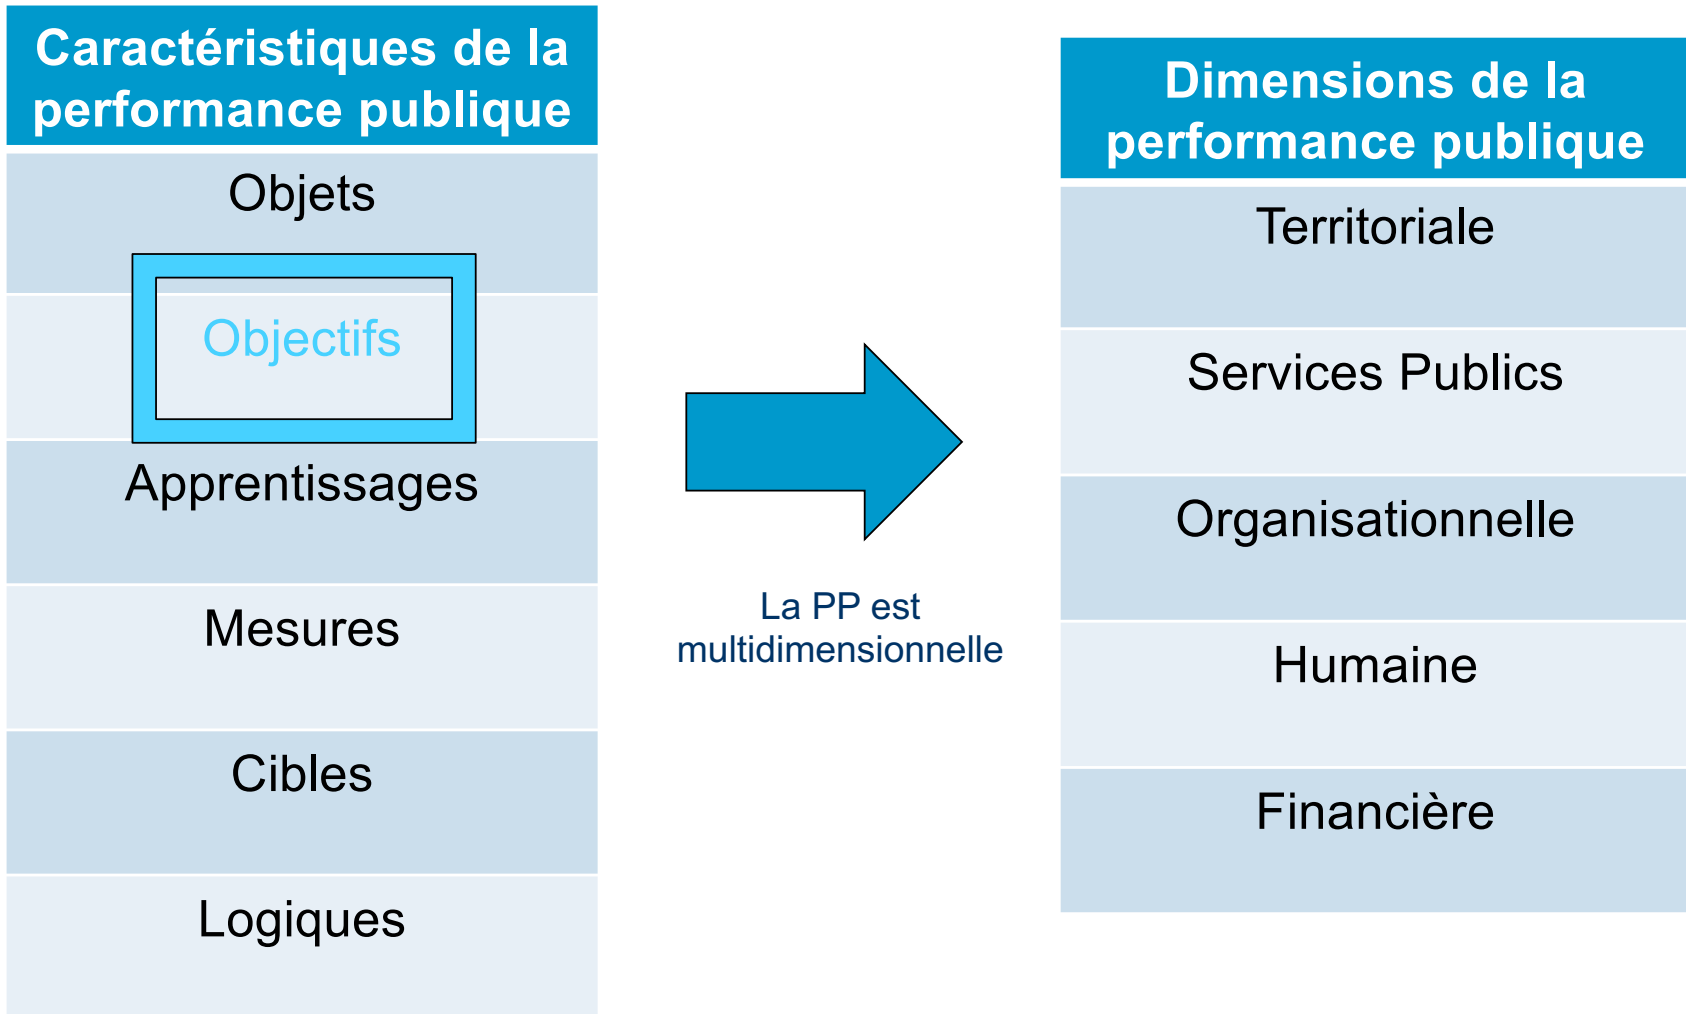 Caractéristiques de la
performance publique
Objets
Objectifs
Apprentissages
Mesures
Cibles
Logiques
La PP est
multidimensionnelle
Dimensions de la
performance publique
Territoriale
Services Publics
Organisationnelle
Humaine
Financière